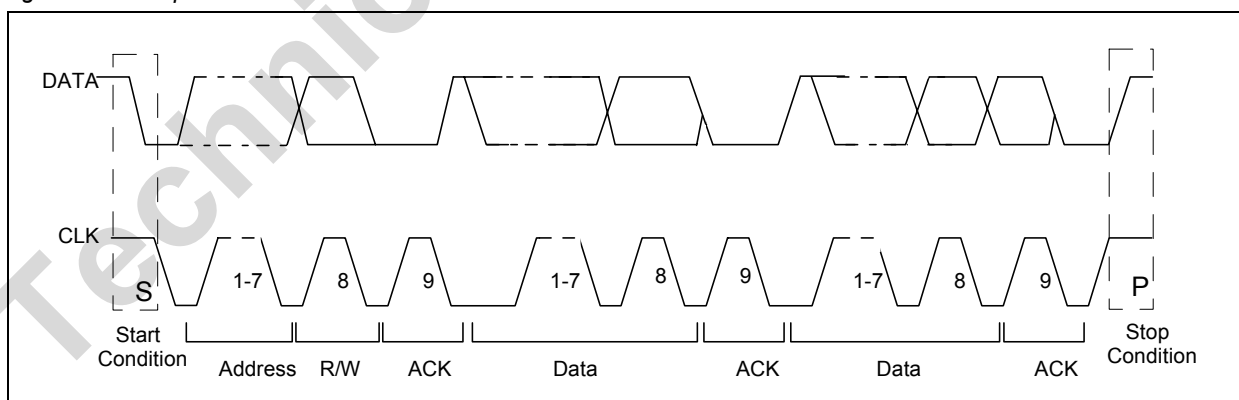 Technic
DATA
CLK
S
1-7
8
9
1-7
8
9
1-7
8
9
P
Start
Condition
Address
R/W
ACK
Data
ACK
Data
ACK
Stop
Condition